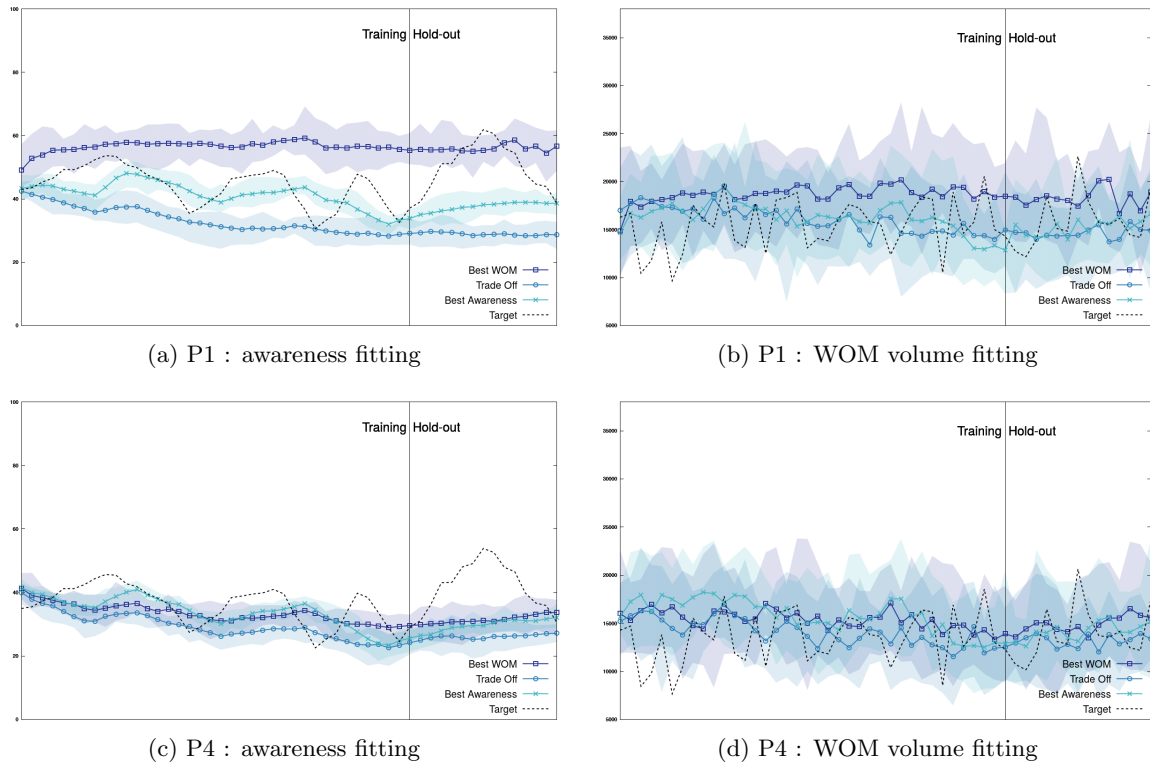 100
80
60
40
20
0
Training Hold-out
Best WOM
Trade Off
Best Awareness
Target
(a) P1 : awareness fitting
35000
30000
25000
20000
15000
10000
5000
Training Hold-out
Best WOM
Trade Off
Best Awareness
Target
(b) P1 : WOM volume fitting
100
80
60
40
20
0
Training Hold-out
Best WOM
Trade Off
Best Awareness
Target
(c) P4 : awareness fitting
35000
30000
25000
20000
15000
10000
5000
Training Hold-out
Best WOM
Trade Off
Best Awareness
Target
(d) P4 : WOM volume fitting